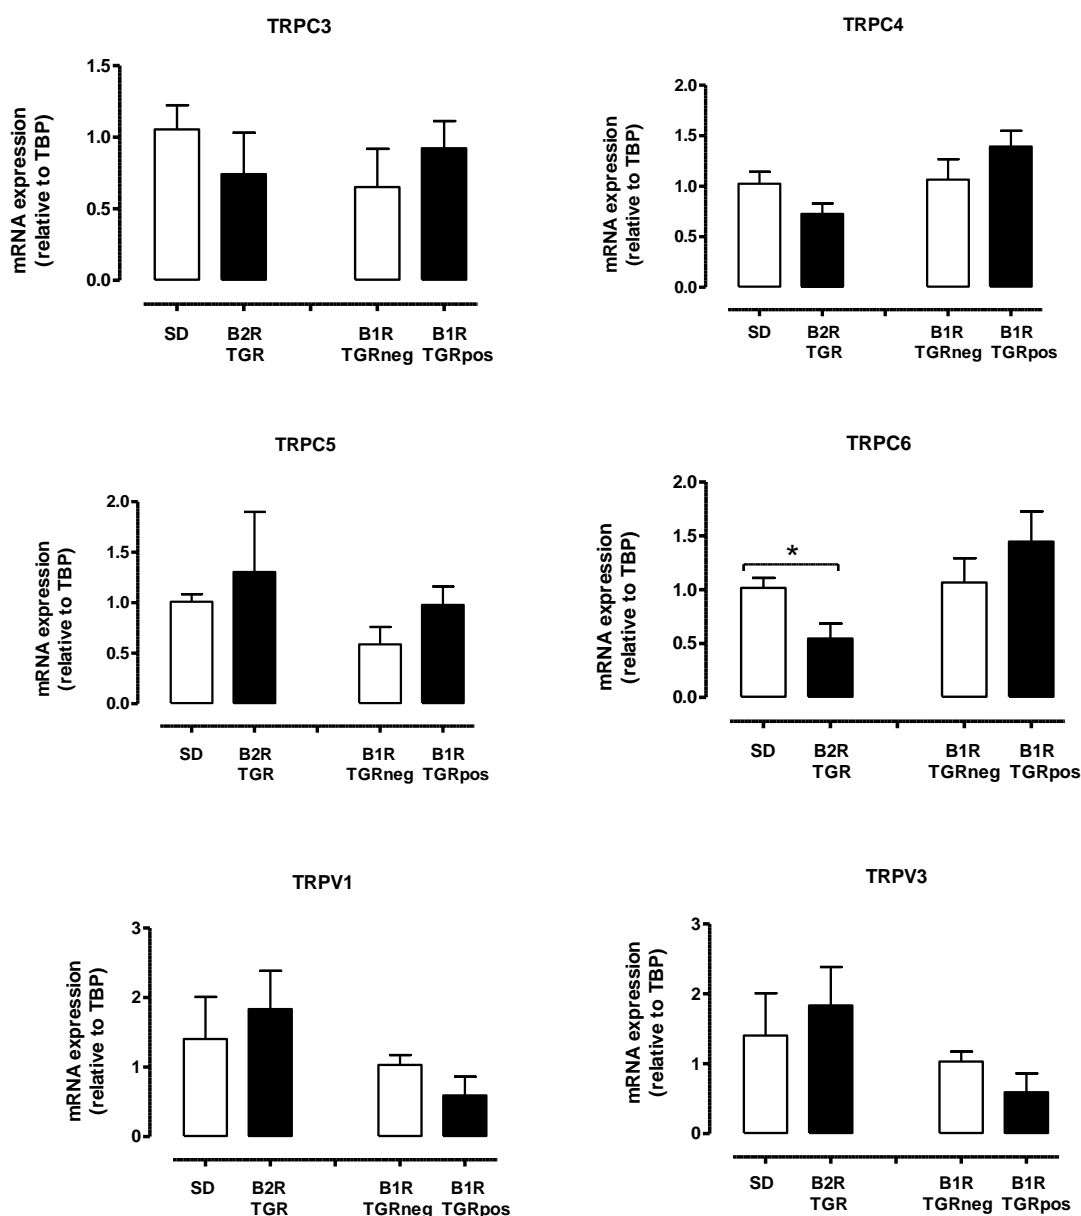 TRPC3
mRNA expression
(relative to TBP)
1.5
1.0
0.5
0.0
SD
B2R
TGR
B1R
TGRneg
B1R
TGRpos
TRPC4
mRNA expression
(relative to TBP)
2.0
1.5
1.0
0.5
0.0
SD
B2R
TGR
B1R
TGRneg
B1R
TGRpos
TRPC5
mRNA expression
(relative to TBP)
2.0
1.5
1.0
0.5
0.0
SD
B2R
TGR
B1R
TGRneg
B1R
TGRpos
TRPC6
mRNA expression
(relative to TBP)
2.0
1.5
1.0
0.5
0.0
*
SD
B2R
TGR
B1R
TGRneg
B1R
TGRpos
TRPV1
mRNA expression
(relative to TBP)
3
2
1
0
SD
B2R
TGR
B1R
TGRneg
B1R
TGRpos
TRPV3
mRNA expression
(relative to TBP)
3
2
1
0
SD
B2R
TGR
B1R
TGRneg
B1R
TGRpos